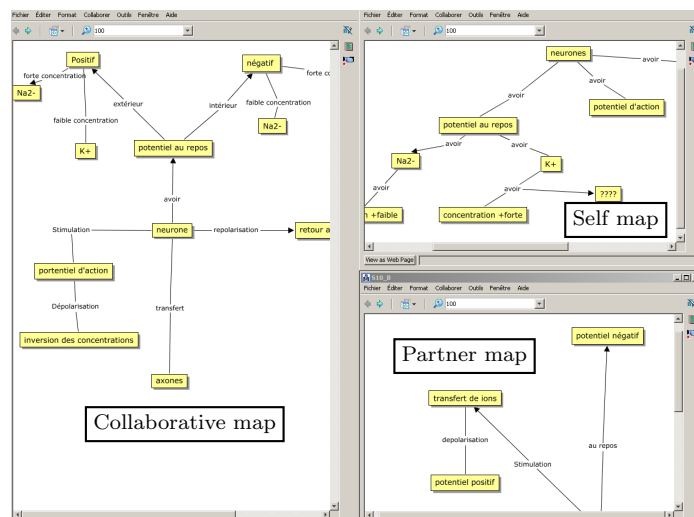 Fichier Éditer Format Collaborer Outils Fenêtre Aide
100
Positif
négatif
forte concentration
forte co
Na2-
extérieur
intérieur
faible concentration
faible concentration
Na2-
K+
potentiel au repos
avoir
Stimulation
neurone
repolarisation
retour a
portentiel d'action
Dépolarisation
transfert
inversion des concentrations
axones
Collaborative map
Fichier Éditer Format Collaborer Outils Fenêtre Aide
100
neurones
avoir
avoir
avoir
potentiel d'action
potentiel au repos
avoir
avoir
Na2-
K+
avoir
avoir
????
n +faible
concentration +forte
Self map
View as Web Page
S10_B
Fichier Éditer Format Collaborer Outils Fenêtre Aide
100
potentiel négatif
Partner map
transfert de ions
depolarisation
au repos
Stimulation
potentiel positif